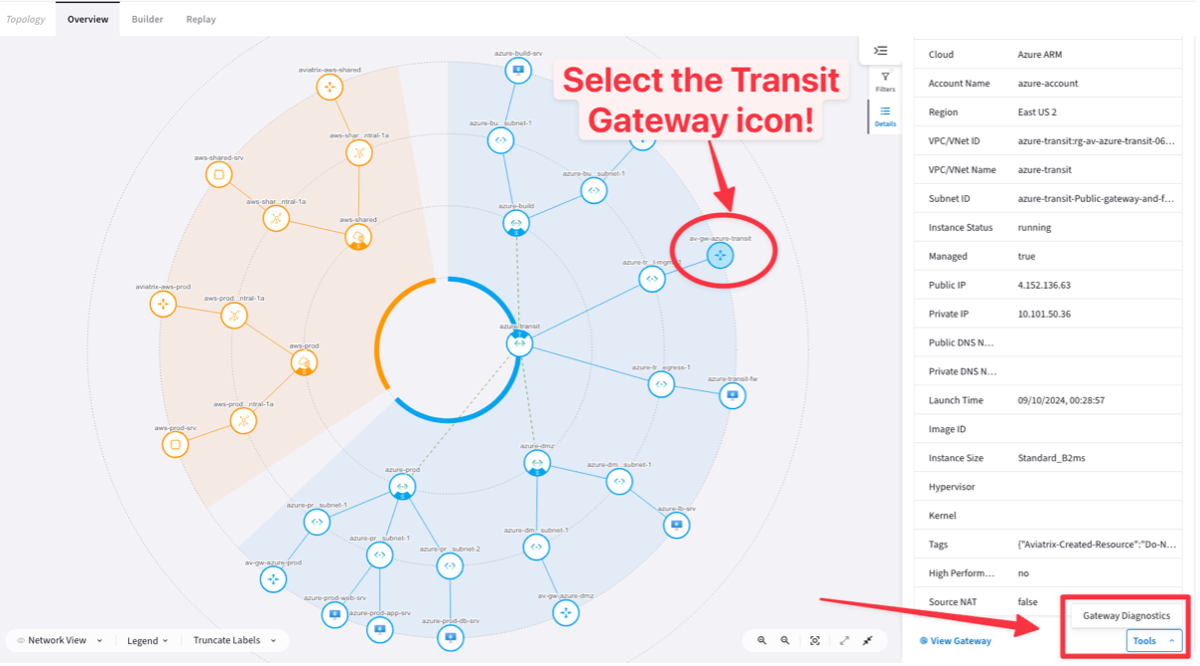 Topology
Overview
Builder
Replay
Select the Transit
Gateway icon!
Filters
Details
azure-build-srv
aviatrix-aws-shared
azure-bu...subnet-1
aws-shar...ntral-1a
aws-shared-srv
azure-bu...subnet-1
aws-shar...ntral-1a
aws-shared
azure-build
av-gw-azure-transit
azure-tr...l-mgmt-1
aviatrix-aws-prod
aws-prod...ntral-1a
azure-transit
aws-prod
azure-tr...egress-1
azure-transit-fw
aws-prod...ntral-1a
aws-prod-srv
azure-dmz
azure-prod
azure-dm...subnet-1
azure-pr...subnet-1
azure-lb-srv
azure-pr...subnet-1
azure-dm...subnet-1
azure-pr...subnet-2
av-gw-azure-prod
azure-prod-web-srv
av-gw-azure-dmz
azure-prod-app-srv
azure-prod-db-srv
Network View
Legend
Truncate Labels
Cloud Azure ARM
Account Name azure-account
Region East US 2
VPC/VNet ID azure-transit:rg-av-azure-transit-06...
VPC/VNet Name azure-transit
Subnet ID azure-transit-Public-gateway-and-f...
Instance Status running
Managed true
Public IP 4.152.136.63
Private IP 10.101.50.36
Public DNS N...
Private DNS N...
Launch Time 09/10/2024, 00:28:57
Image ID
Instance Size Standard_B2ms
Hypervisor
Kernel
Tags {"Aviatrix-Created-Resource":"Do-N...
High Perform... no
Source NAT false
Gateway Diagnostics
View Gateway
Tools